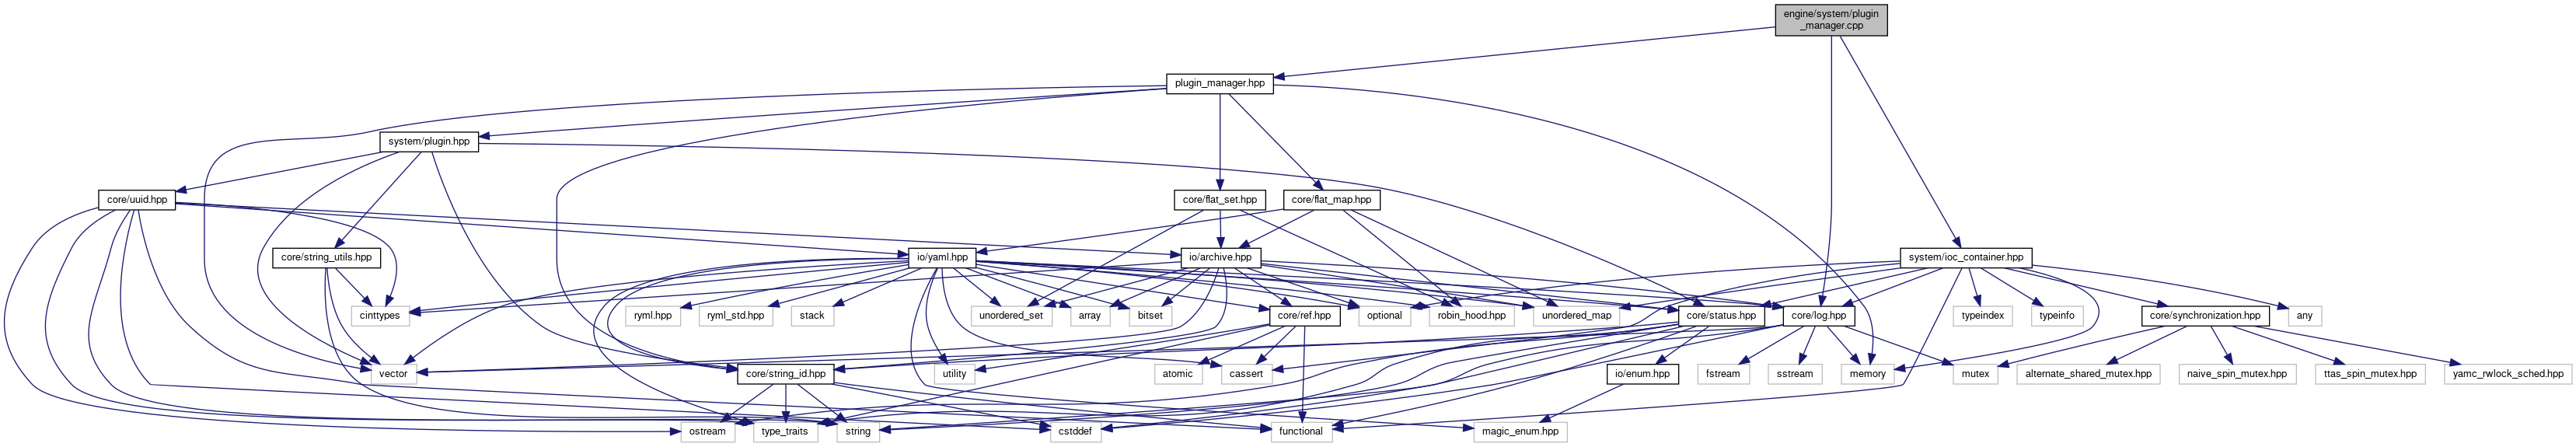 engine/system/plugin
_manager.cpp
plugin_manager.hpp
system/plugin.hpp
core/uuid.hpp
core/flat_set.hpp
core/flat_map.hpp
core/string_utils.hpp
io/yaml.hpp
io/archive.hpp
system/ioc_container.hpp
cinttypes
ryml.hpp
ryml_std.hpp
stack
unordered_set
array
bitset
core/ref.hpp
optional
robin_hood.hpp
unordered_map
core/status.hpp
core/log.hpp
typeindex
typeinfo
core/synchronization.hpp
any
vector
core/string_id.hpp
utility
atomic
cassert
io/enum.hpp
fstream
sstream
memory
mutex
alternate_shared_mutex.hpp
naive_spin_mutex.hpp
ttas_spin_mutex.hpp
yamc_rwlock_sched.hpp
ostream
type_traits
string
cstddef
functional
magic_enum.hpp